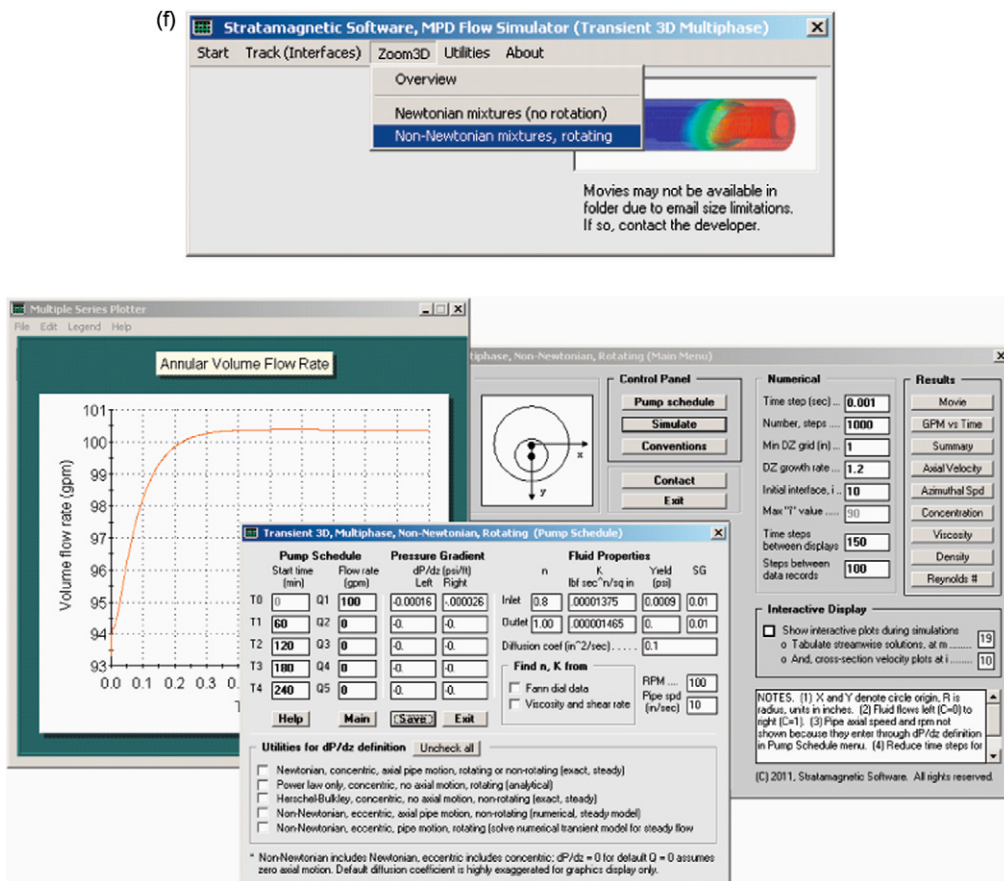 (f)
Stratamagnetic Software, MPD Flow Simulator (Transient 3D Multiphase)
Start Track (Interfaces) Zoom3D Utilities About
Overview
Newtonian mixtures (no rotation)
Non-Newtonian mixtures, rotating
Movies may not be available in
folder due to email size limitations.
If so, contact the developer.
Multiple Series Plotter
File Edit Legend Help
Annular Volume Flow Rate
Volume flow rate (gpm)
101
100
99
98
97
96
95
94
93
0.0 0.1 0.2 0.3 0.4 0.5 0.6 0.7 0.8 0.9 1.0
Non-Newtonian, Rotating (Main Menu)
x
y
Control Panel
Pump schedule
Simulate
Conventions
Contact
Exit
Numerical
Time step (sec) ... 0.001
Number, steps .... 1000
Min DZ grid (in) ... 1
DZ growth rate ... 1.2
Initial interface, i .. 10
Max "i" value ..... 90
Time steps
between displays 150
Steps between
data records 100
Results
Movie
GPM vs Time
Summary
Axial Velocity
Azimuthal Spd
Concentration
Viscosity
Density
Reynolds #
Interactive Display
Show interactive plots during simulations
o Tabulate streamwise solutions, at m ........ 19
o And, cross-section velocity plots at i ........ 10
NOTES. (1) X and Y denote circle origin, R is
radius, units in inches. (2) Fluid flows left (C=0) to
right (C=1). (3) Pipe axial speed and rpm not
shown because they enter through dP/dz definition
in Pump Schedule menu. (4) Reduce time steps for
(C) 2011, Stratamagnetic Software. All rights reserved.
Transient 3D, Multiphase, Non-Newtonian, Rotating (Pump Schedule)
Pump Schedule Pressure Gradient Fluid Properties
Start time Flow rate dP/dz (psi/ft) n K Yield SG
(min) (gpm) Left Right lbf sec^n/sq in (psi)
T0 0 Q1 100 -0.00016 -.000026 Inlet 0.8 .00001375 0.0009 0.01
T1 60 Q2 0 -0. -0. Outlet 1.00 .000001465 0. 0.01
T2 120 Q3 0 -0. -0. Diffusion coef (in^2/sec) . . . . . 0.1
T3 180 Q4 0 -0. -0. Find n, K from RPM .... 100
T4 240 Q5 0 -0. -0. Fann dial data Pipe spd
Viscosity and shear rate (in/sec) 10
Help Main Save Exit
Utilities for dP/dz definition Uncheck all
Newtonian, concentric, axial pipe motion, rotating or non-rotating (exact, steady)
Power law only, concentric, no axial motion, rotating (analytical)
Herschel-Bulkley, concentric, no axial motion, non-rotating (exact, steady)
Non-Newtonian, eccentric, axial pipe motion, non-rotating (numerical, steady model)
Non-Newtonian, eccentric, pipe motion, rotating (solve numerical transient model for steady flow
* Non-Newtonian includes Newtonian, eccentric includes concentric; dP/dz = 0 for default Q = 0 assumes
zero axial motion. Default diffusion coefficient is highly exaggerated for graphics display only.